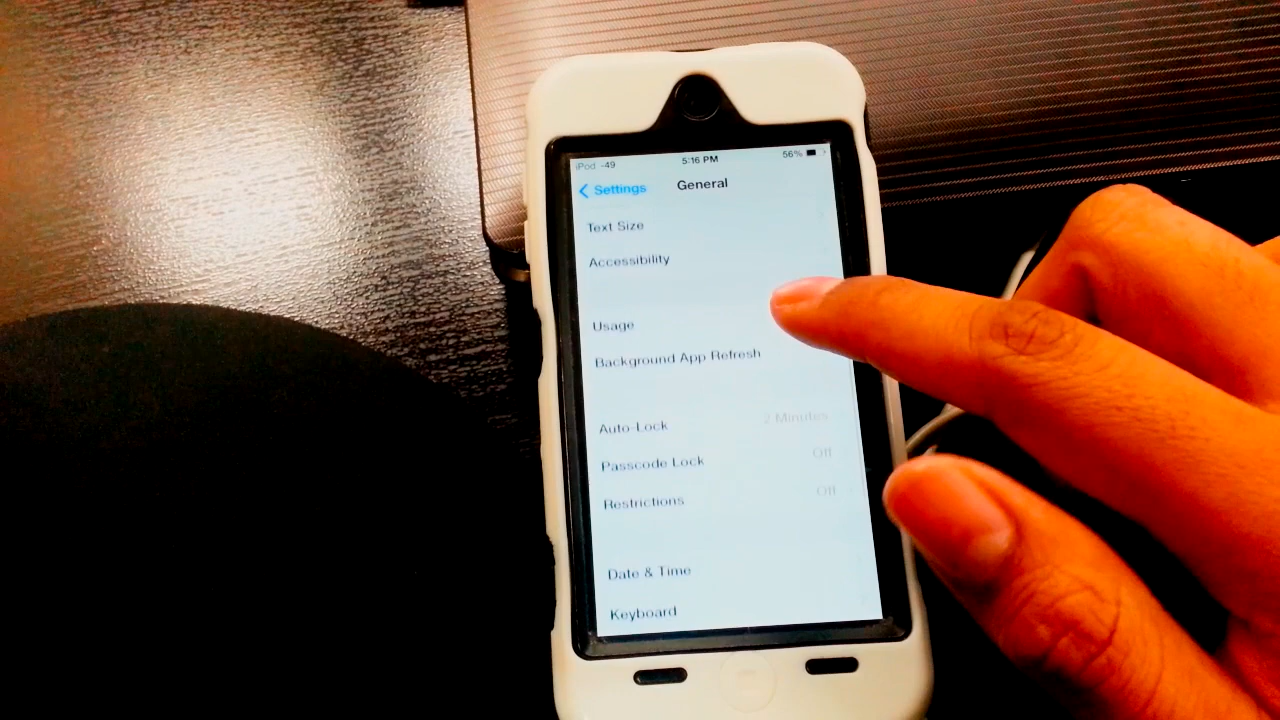 iPod -49 5:16 PM 56%
Settings General
Text Size
Accessibility
Usage
Background App Refresh
Auto-Lock 2 Minutes
Passcode Lock Off
Restrictions Off
Date & Time
Keyboard